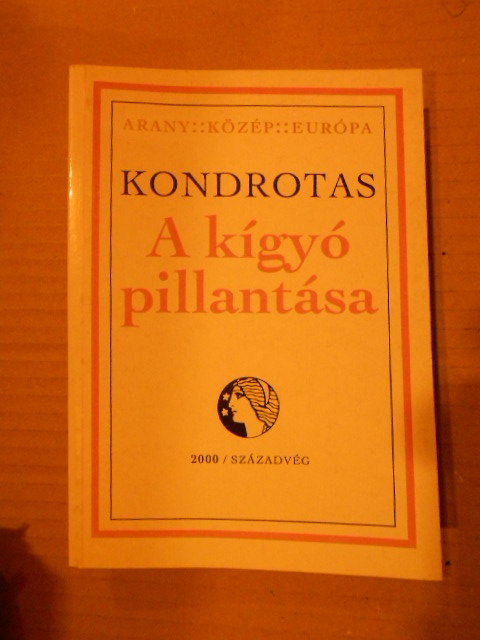 ARANY::KÖZÉP::EURÓPA
KONDROTAS
A kígyó
pillantása
2000 / SZÁZADVÉG